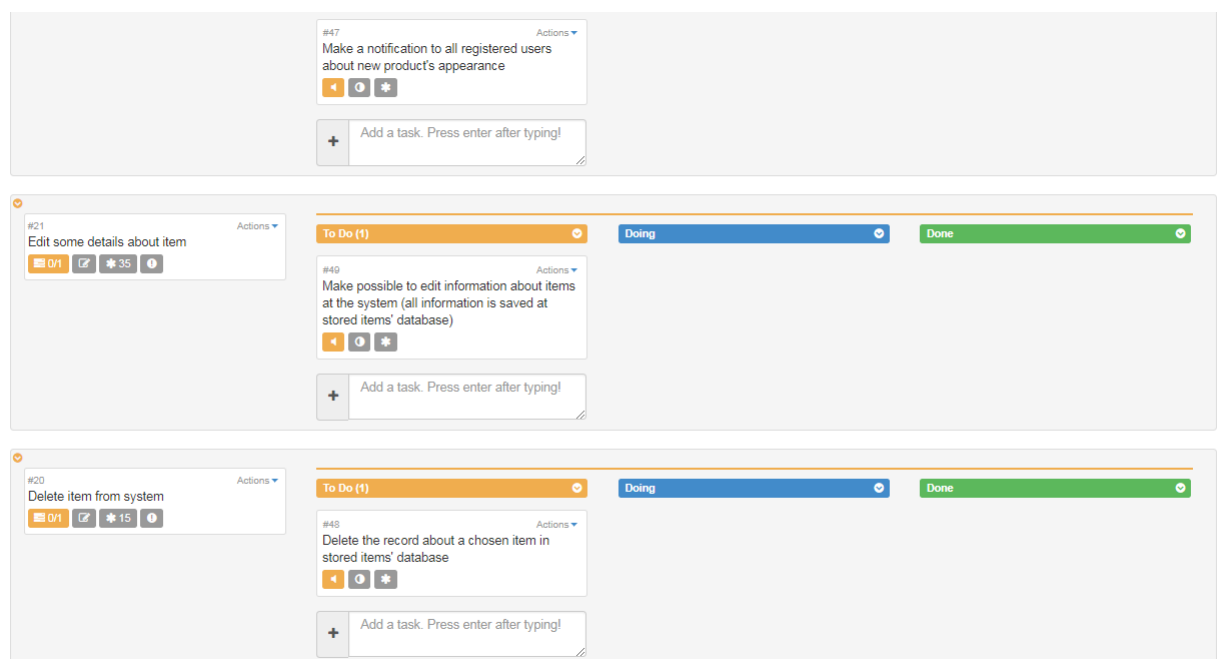 #47 Actions
Make a notification to all registered users
about new product's appearance
Add a task. Press enter after typing!
#21 Actions
Edit some details about item
0/1 35
To Do (1) Doing Done
#49 Actions
Make possible to edit information about items
at the system (all information is saved at
stored items' database)
Add a task. Press enter after typing!
#20 Actions
Delete item from system
0/1 15
To Do (1) Doing Done
#48 Actions
Delete the record about a chosen item in
stored items' database
Add a task. Press enter after typing!